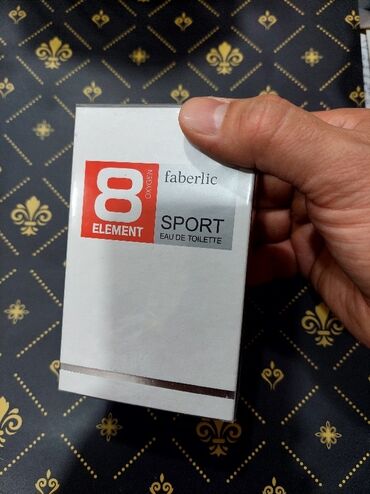 8
OXYGEN
ELEMENT
faberlic
SPORT
EAU DE TOILETTE